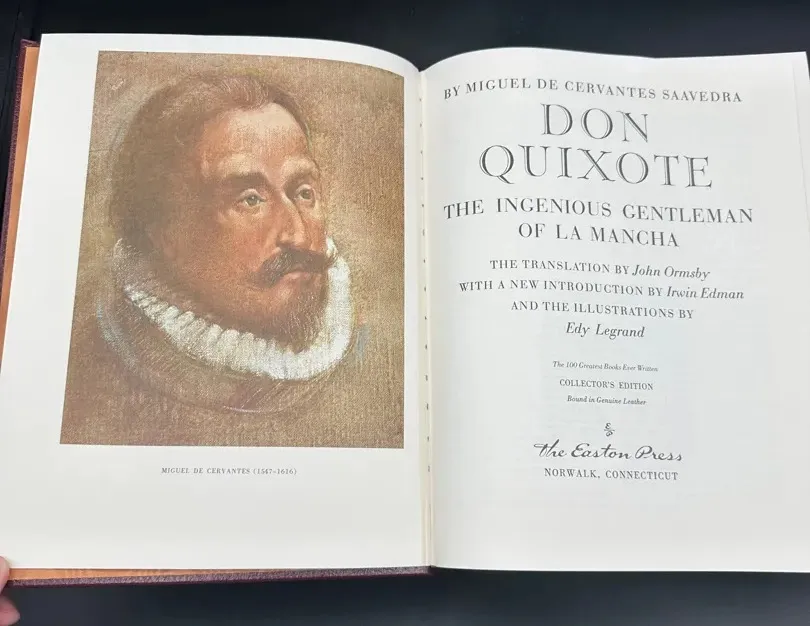 MIGUEL DE CERVANTES (1547–1616)
BY MIGUEL DE CERVANTES SAAVEDRA
DON
QUIXOTE
THE INGENIOUS GENTLEMAN
OF LA MANCHA
THE TRANSLATION BY John Ormsby
WITH A NEW INTRODUCTION BY Irwin Edman
AND THE ILLUSTRATIONS BY
Edy Legrand
The 100 Greatest Books Ever Written
COLLECTOR'S EDITION
Bound in Genuine Leather
The Easton Press
NORWALK, CONNECTICUT